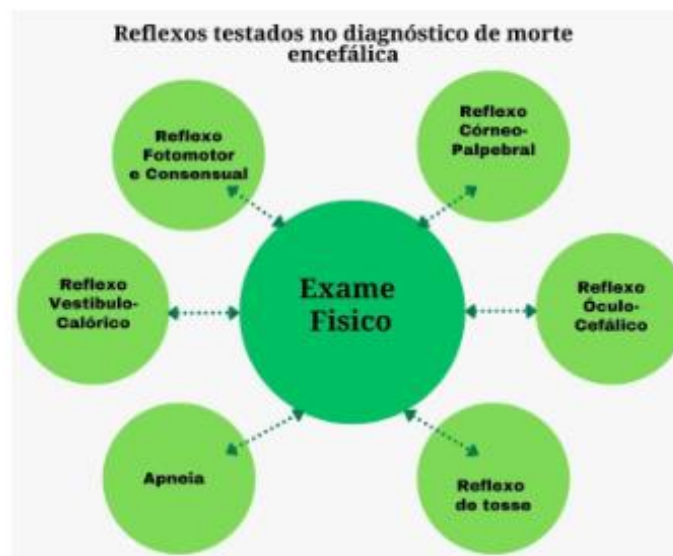 Reflexos testados no diagnóstico de morte
encefálica
Reflexo
Fotomotor
e Consensual
Reflexo
Córneo-
Palpebral
Reflexo
Vestíbulo-
Calórico
Exame
Fisico
Reflexo
Óculo-
Cefálico
Apneia
Reflexo
de tosse